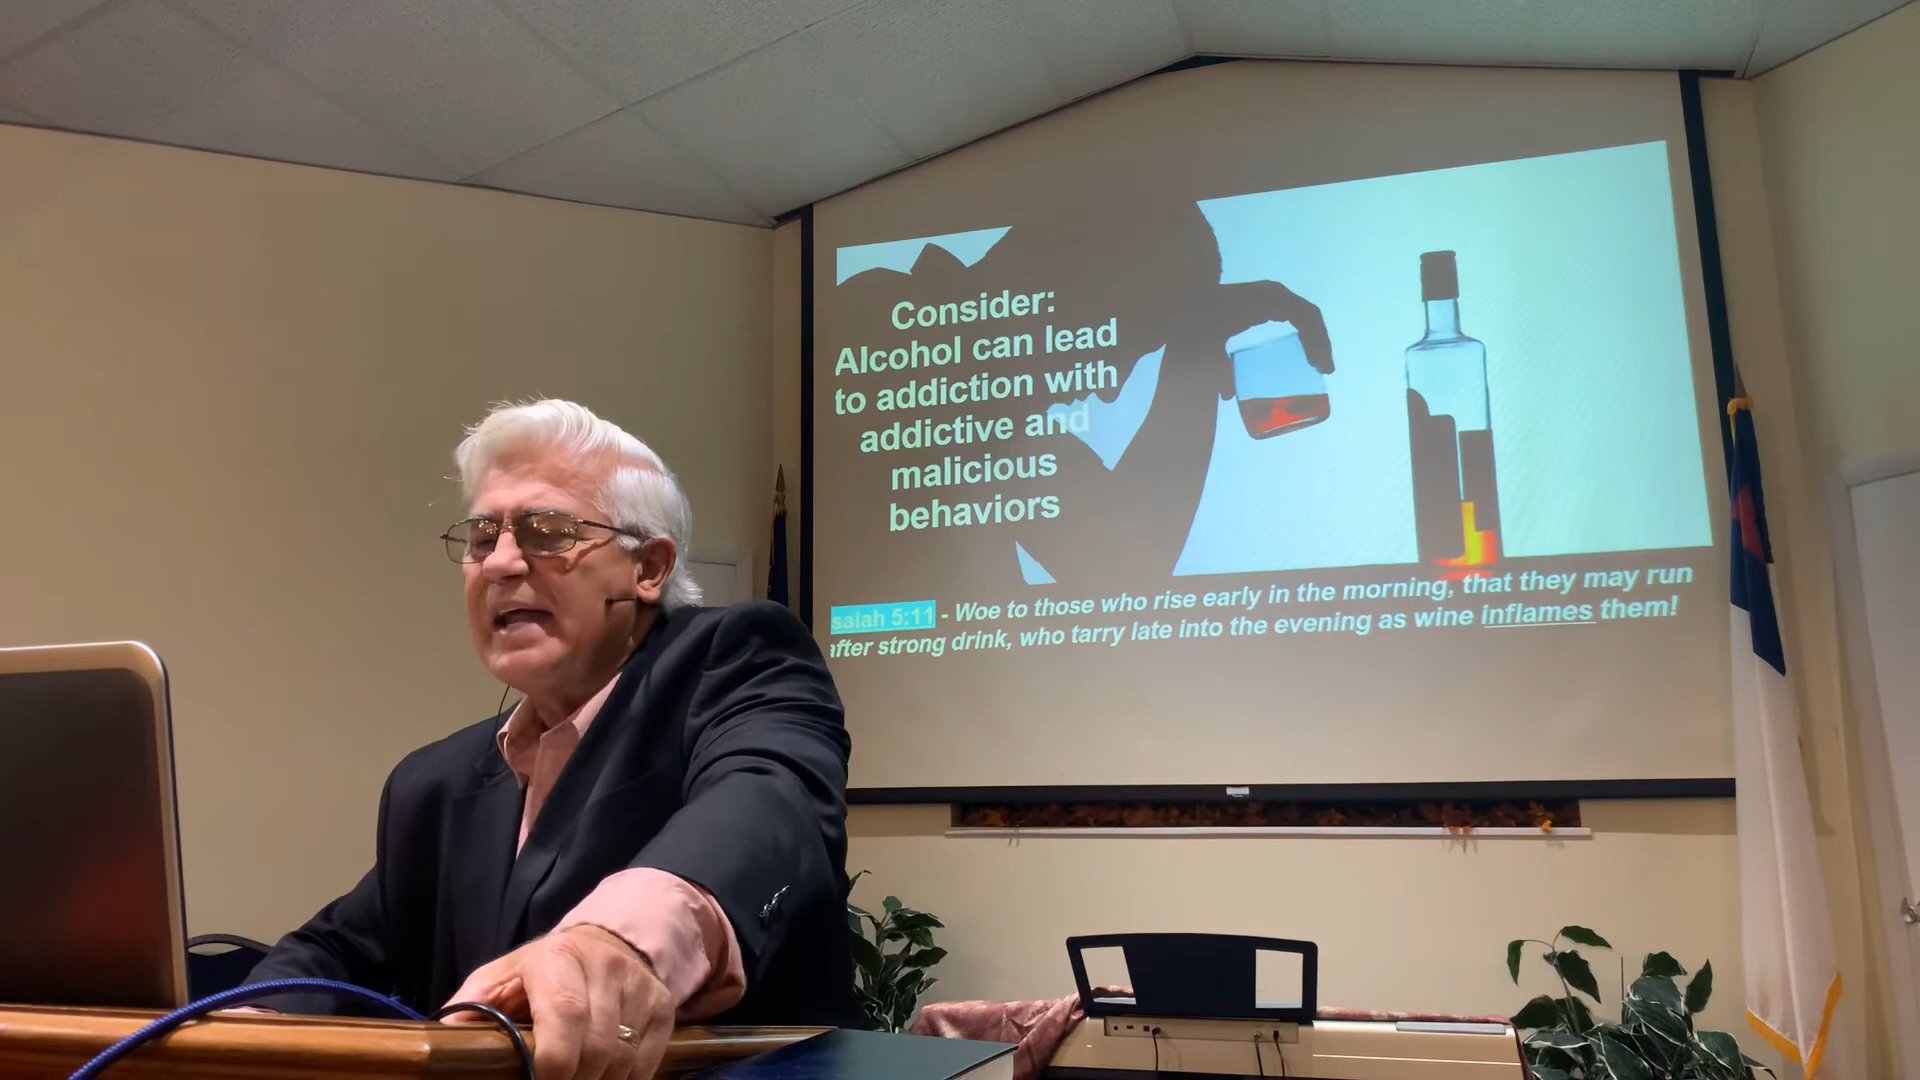 Consider:
Alcohol can lead
to addiction with
addictive and
malicious
behaviors
saiah 5:11 - Woe to those who rise early in the morning, that they may run
after strong drink, who tarry late into the evening as wine inflames them!